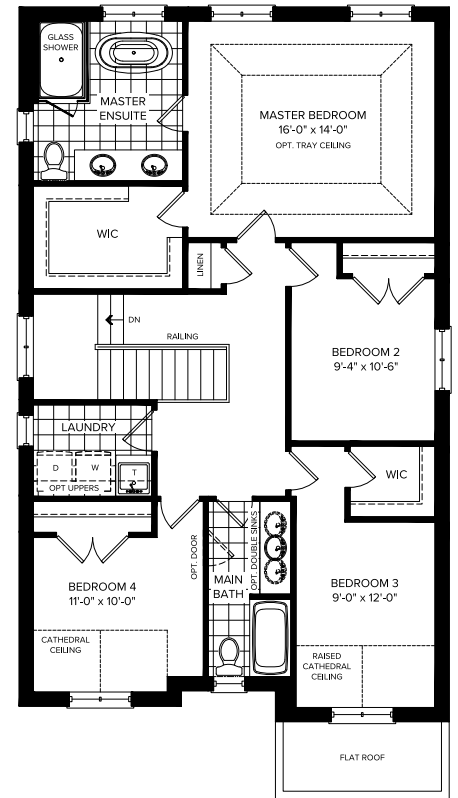 GLASS
SHOWER
MASTER
ENSUITE
MASTER BEDROOM
16'-0" x 14'-0"
OPT. TRAY CEILING
WIC
LINEN
DN
RAILING
BEDROOM 2
9'-4" x 10'-6"
LAUNDRY
D
W
T
OPT UPPERS
WIC
OPT. DOOR
OPT. DOUBLE SINKS
MAIN
BATH
BEDROOM 4
11'-0" x 10'-0"
BEDROOM 3
9'-0" x 12'-0"
CATHEDRAL
CEILING
RAISED
CATHEDRAL
CEILING
FLAT ROOF